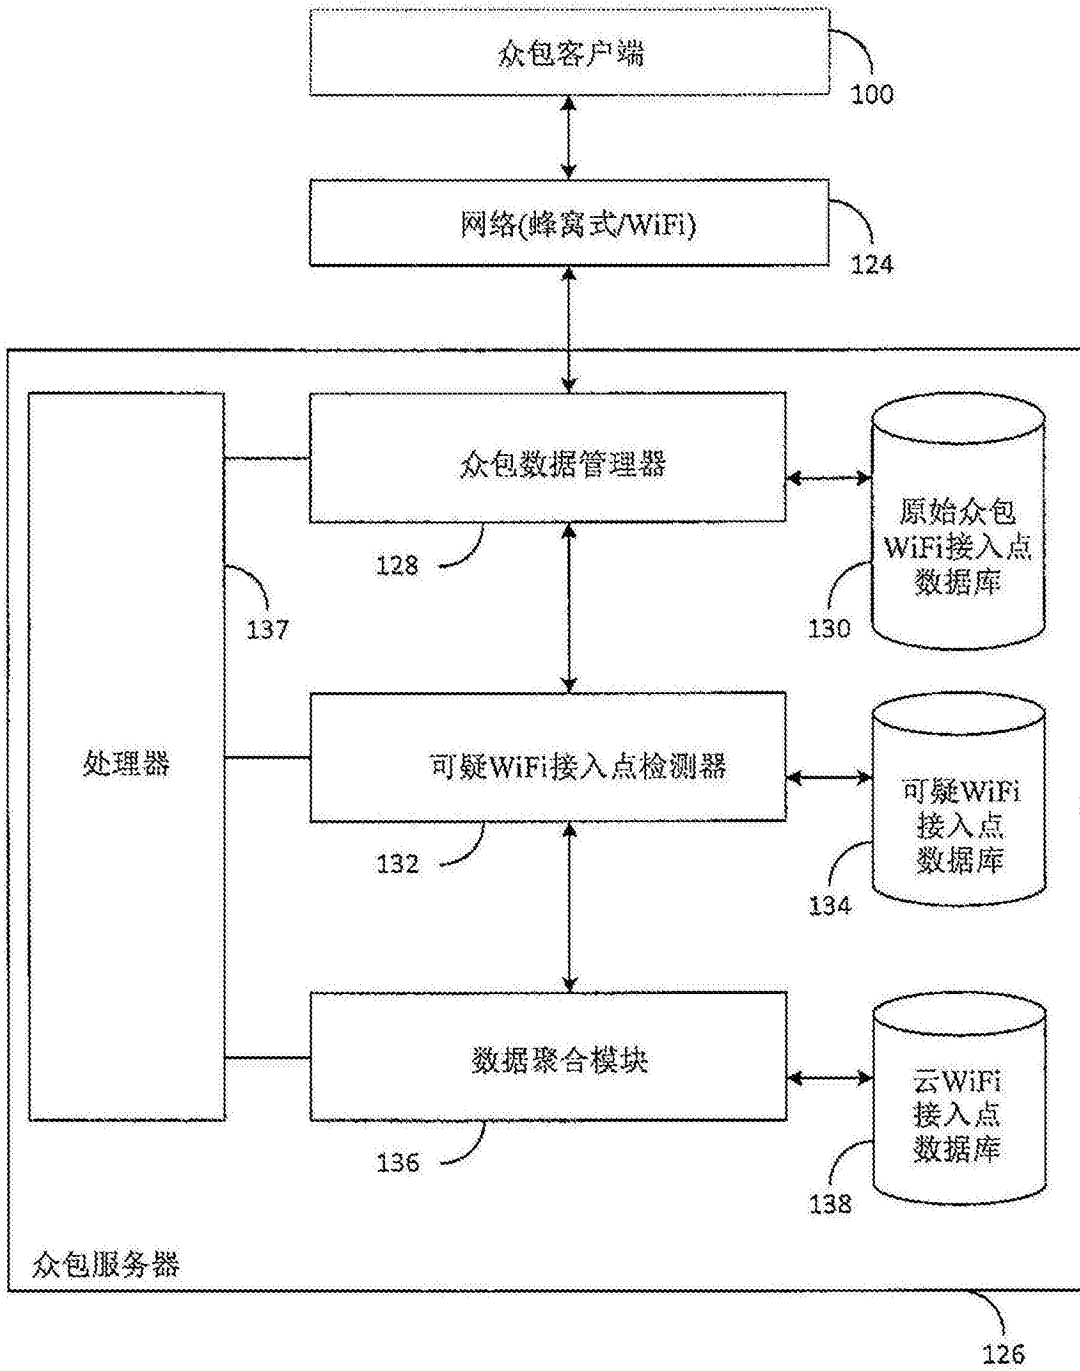 众包客户端
100
网络(蜂窝式/WiFi)
124
众包数据管理器
128
原始众包
WiFi接入点
数据库
130
137
处理器
可疑WiFi接入点检测器
132
可疑WiFi
接入点
数据库
134
数据聚合模块
136
云WiFi
接入点
数据库
138
众包服务器
126